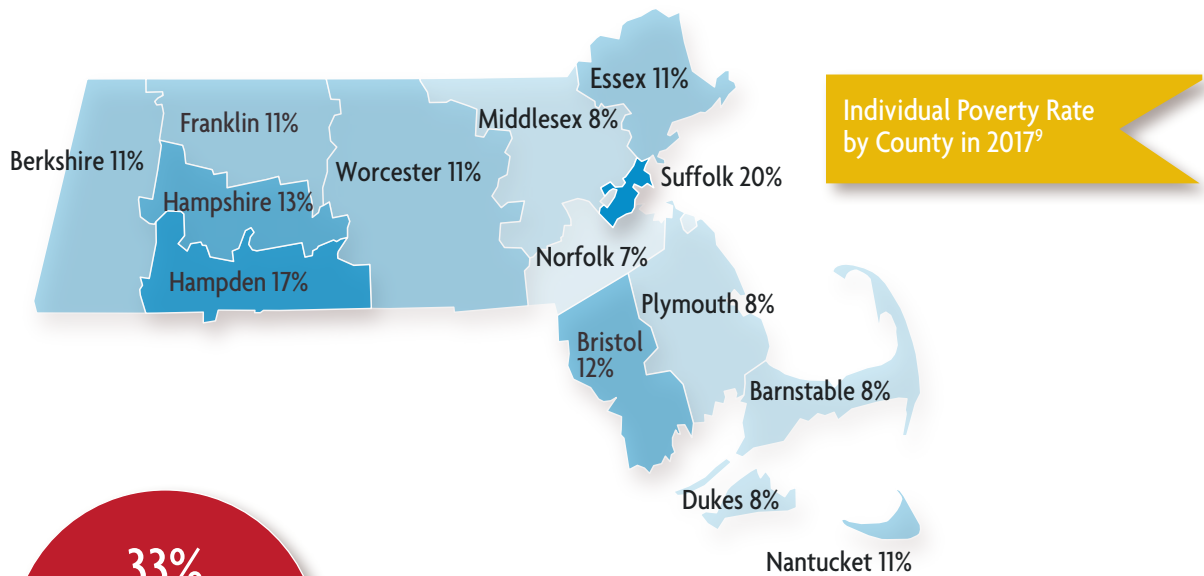 Essex 11%
Individual Poverty Rate
by County in 2017⁹
Middlesex 8%
Franklin 11%
Berkshire 11%
Worcester 11%
Suffolk 20%
Hampshire 13%
Norfolk 7%
Hampden 17%
Plymouth 8%
Bristol
12%
Barnstable 8%
Dukes 8%
Nantucket 11%
33%